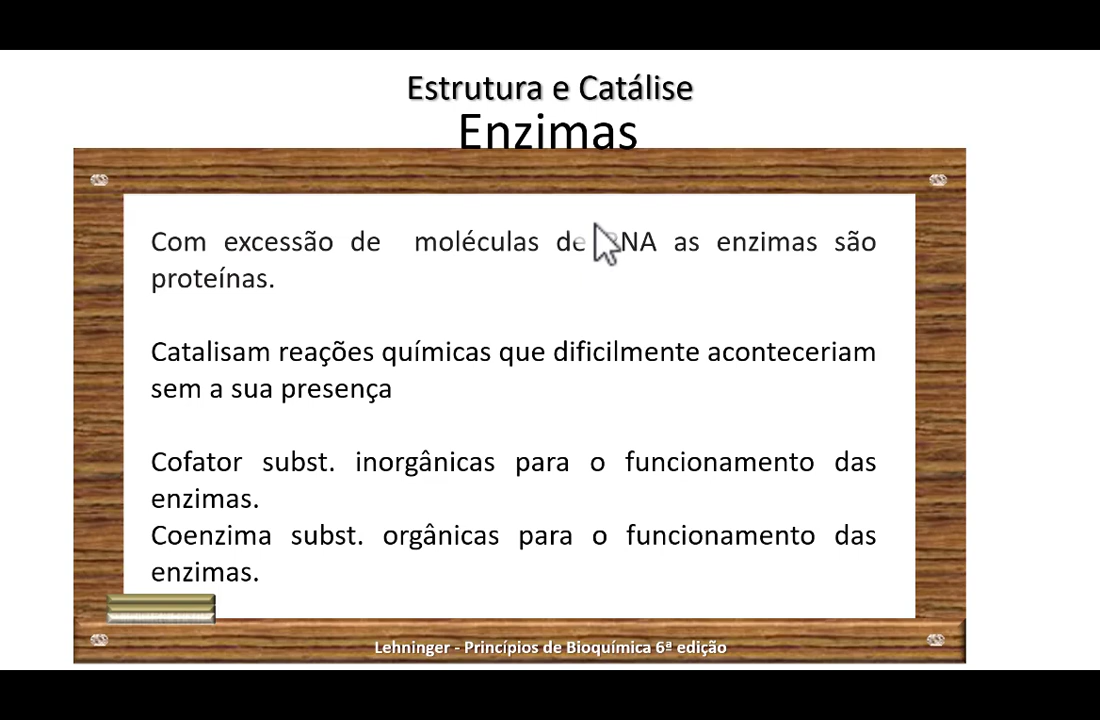 Estrutura e Catálise
Enzimas
Com excessão de moléculas de RNA as enzimas são
proteínas.
Catalisam reações químicas que dificilmente aconteceriam
sem a sua presença
Cofator subst. inorgânicas para o funcionamento das
enzimas.
Coenzima subst. orgânicas para o funcionamento das
enzimas.
Lehninger - Princípios de Bioquímica 6ª edição